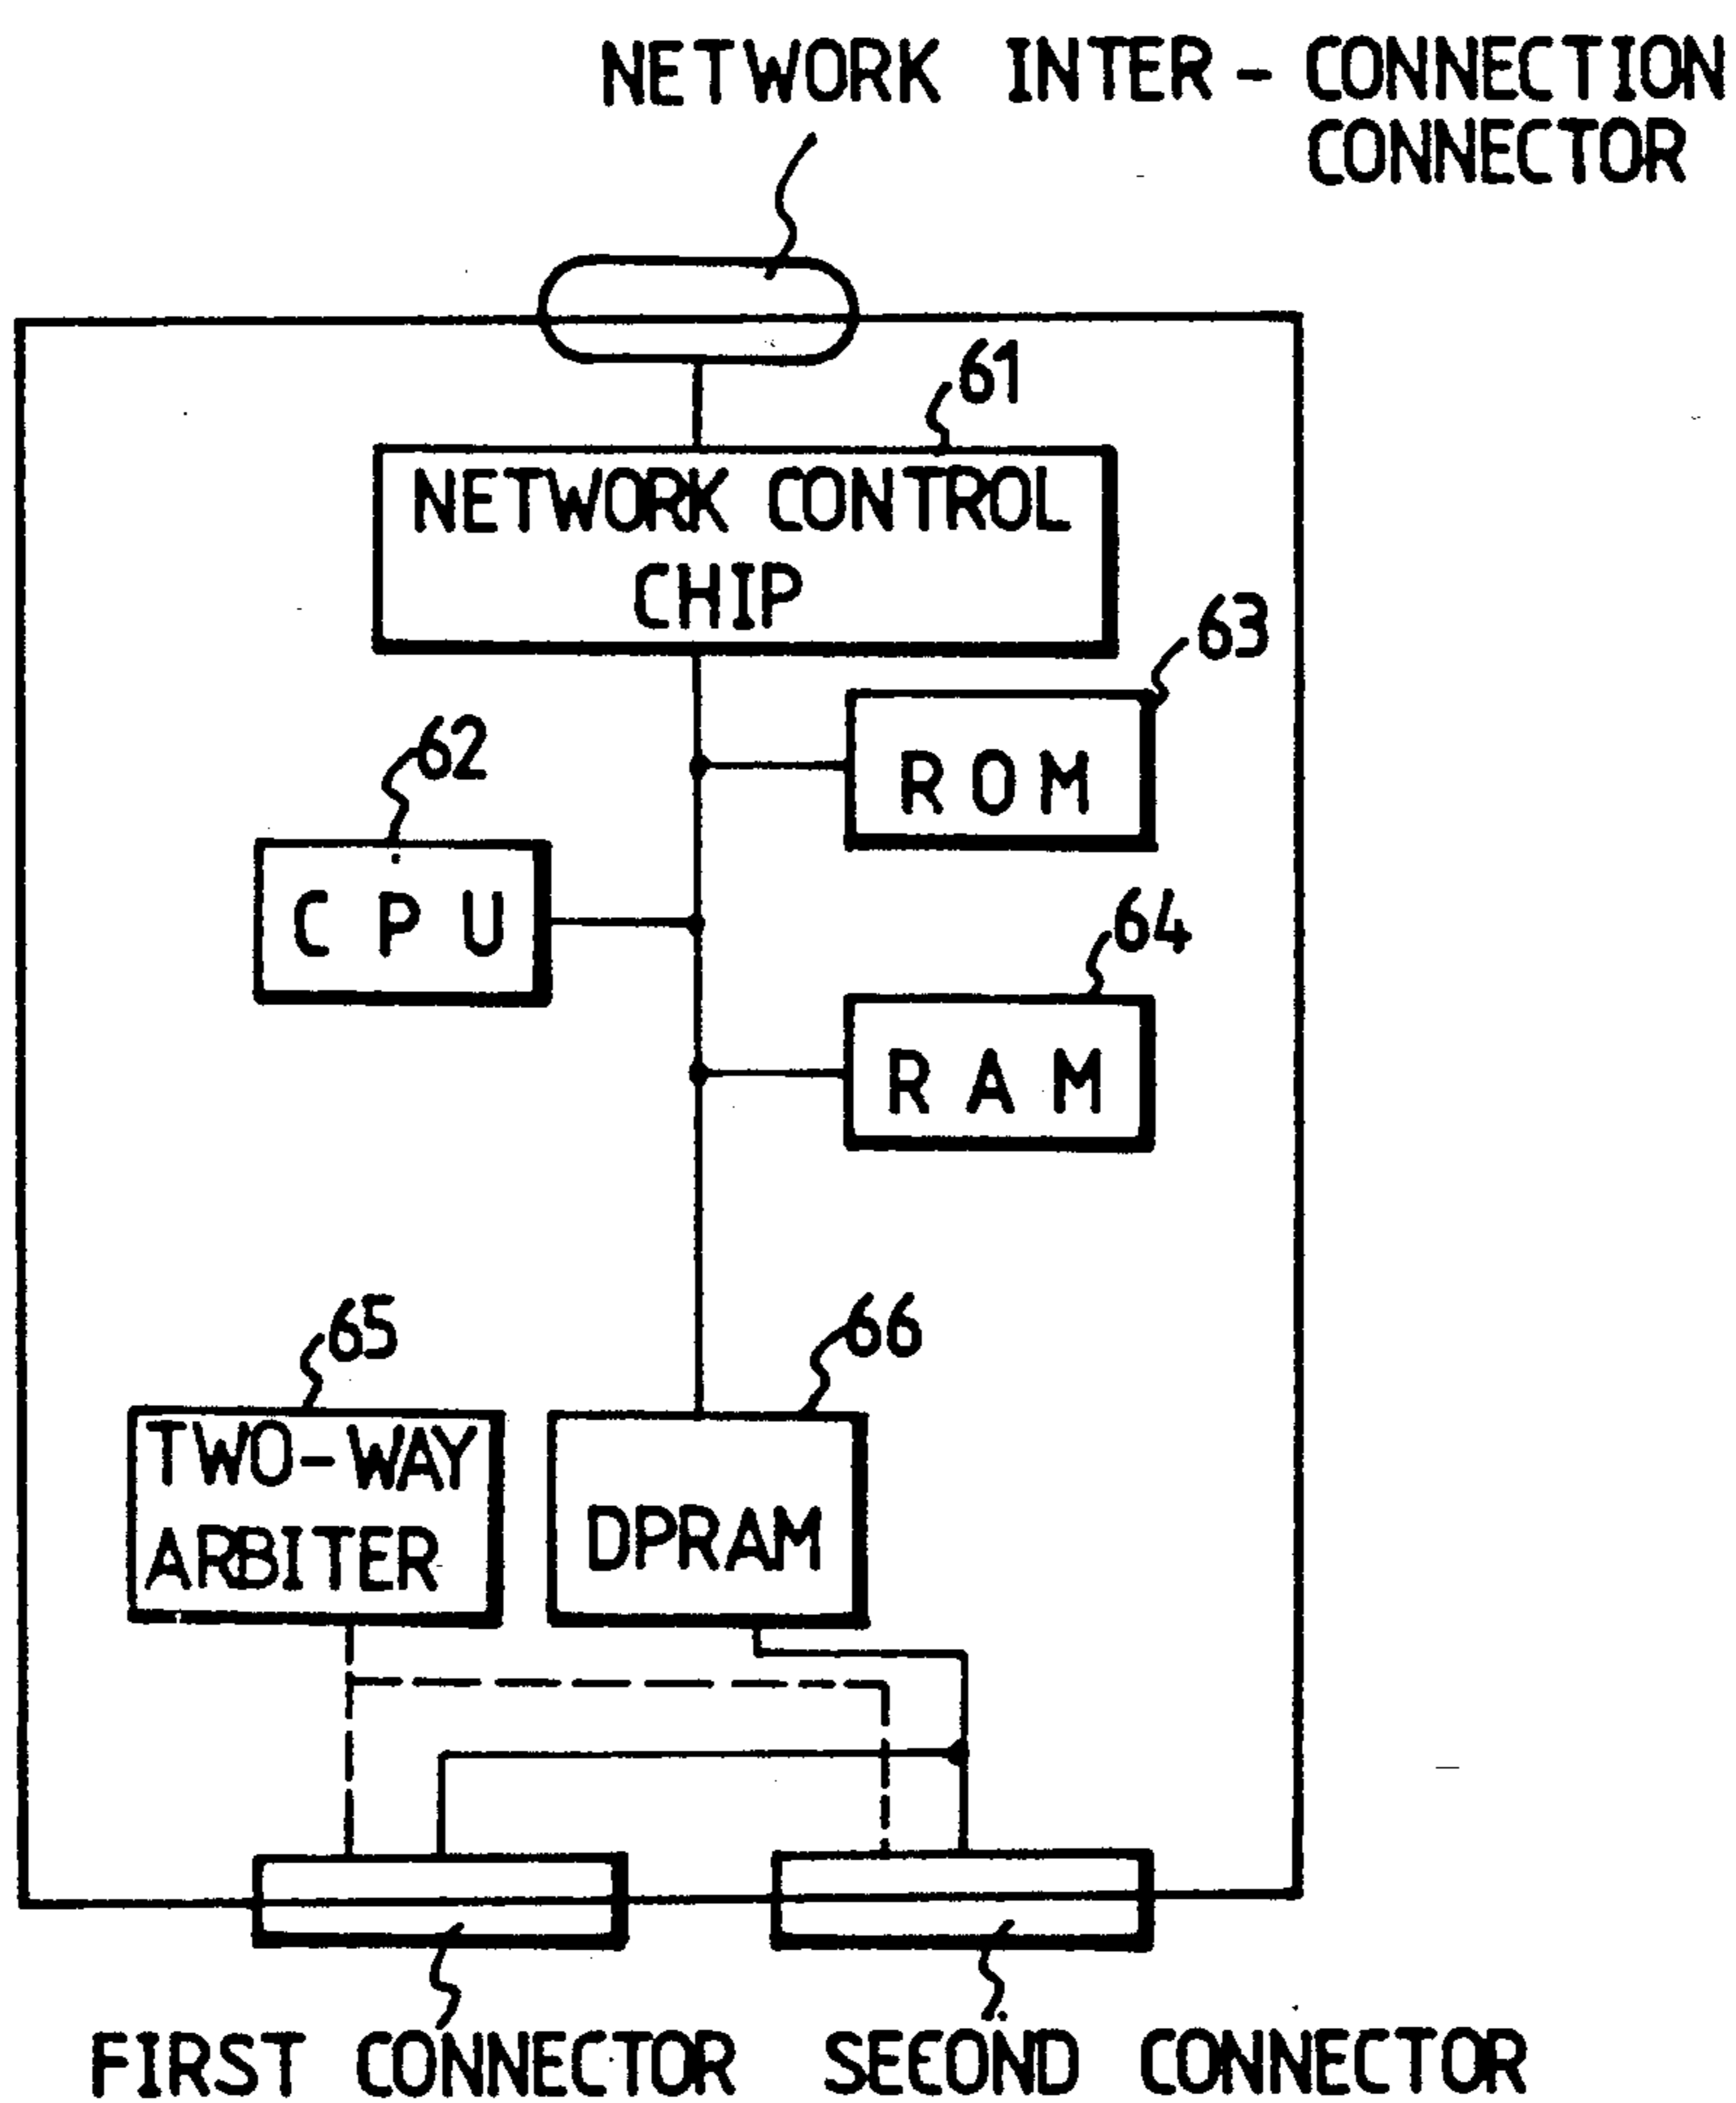 NETWORK INTER-CONNECTION
CONNECTOR
61
NETWORK CONTROL
CHIP
63
ROM
62
CPU
64
RAM
65
66
TWO-WAY
ARBITER
DPRAM
FIRST CONNECTOR
SECOND CONNECTOR